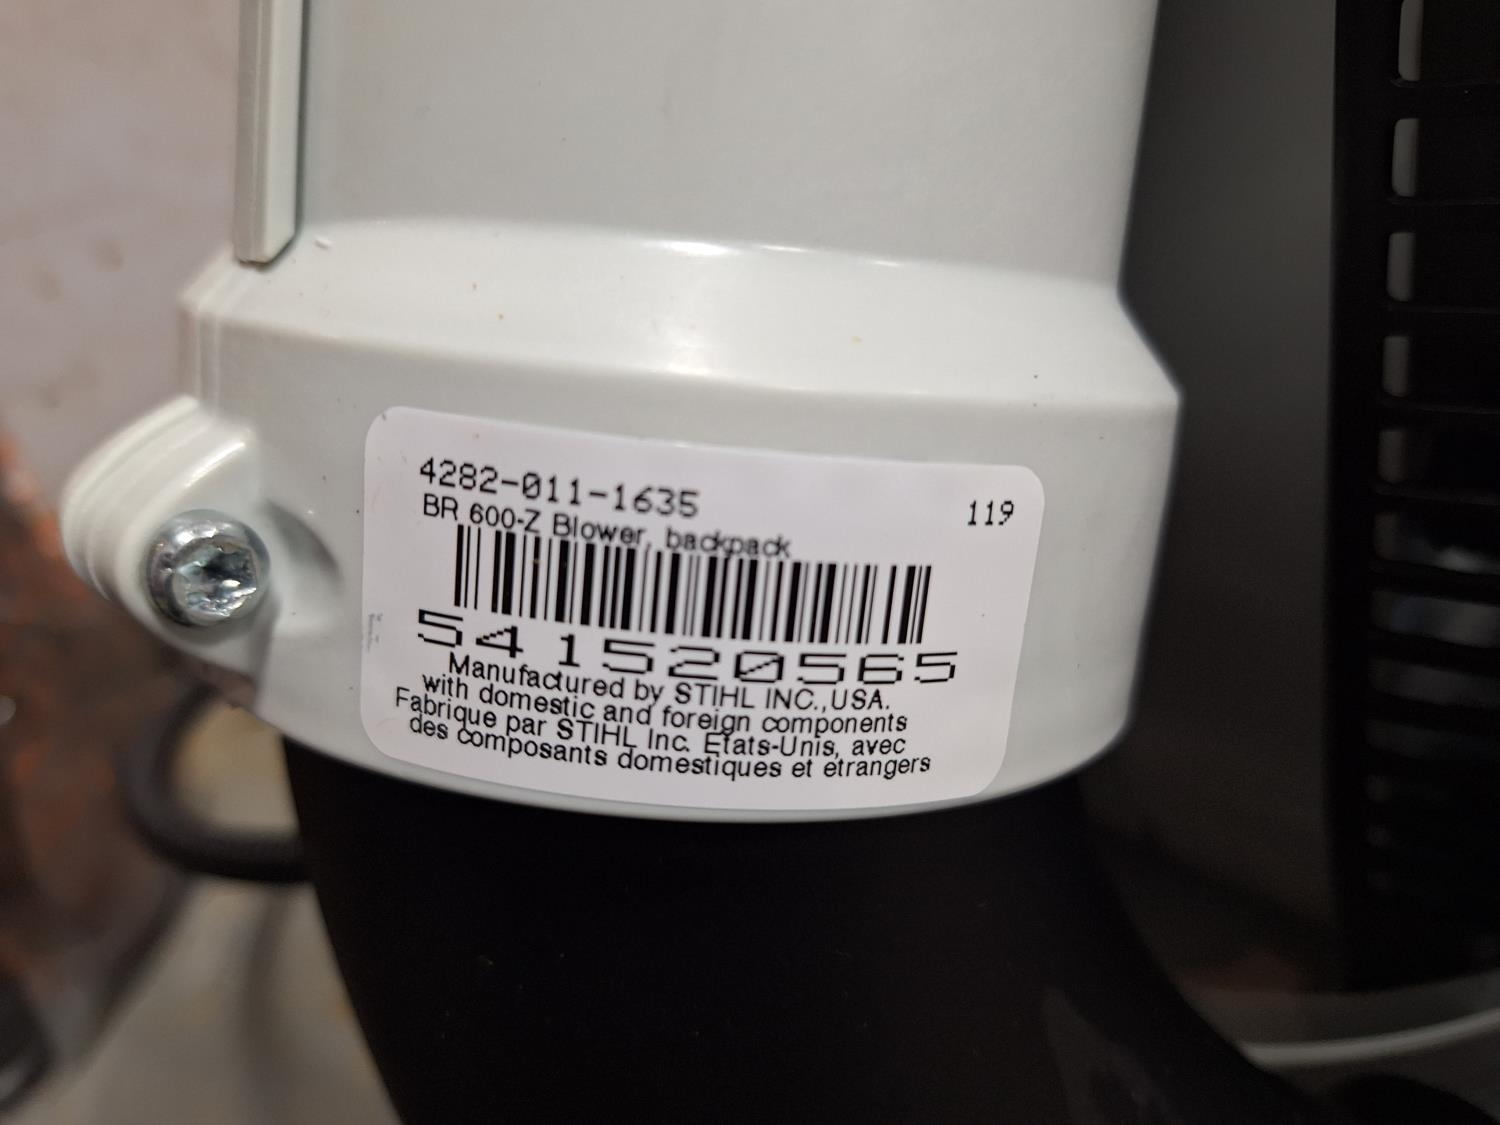 4282-011-1635
119
BR 600-Z Blower, backpack
541520565
Manufactured by STIHL INC.,USA.
with domestic and foreign components
Fabrique par STIHL Inc. Etats-Unis, avec
des composants domestiques et etrangers